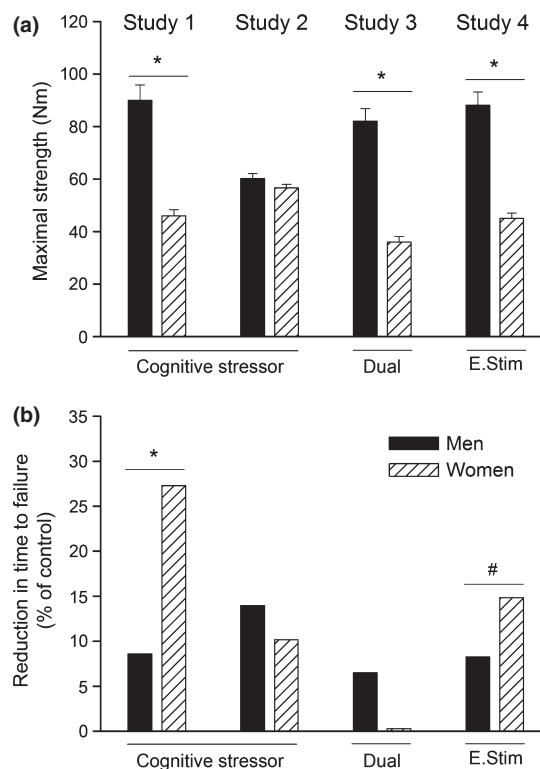 (a)
Study 1 Study 2 Study 3 Study 4
Maximal strength (Nm)
120
100
80
60
40
20
0
*
*
*
Cognitive stressor
Dual
E.Stim
(b)
Reduction in time to failure
(% of control)
35
30
25
20
15
10
5
0
*
#
Men
Women
Cognitive stressor
Dual
E.Stim